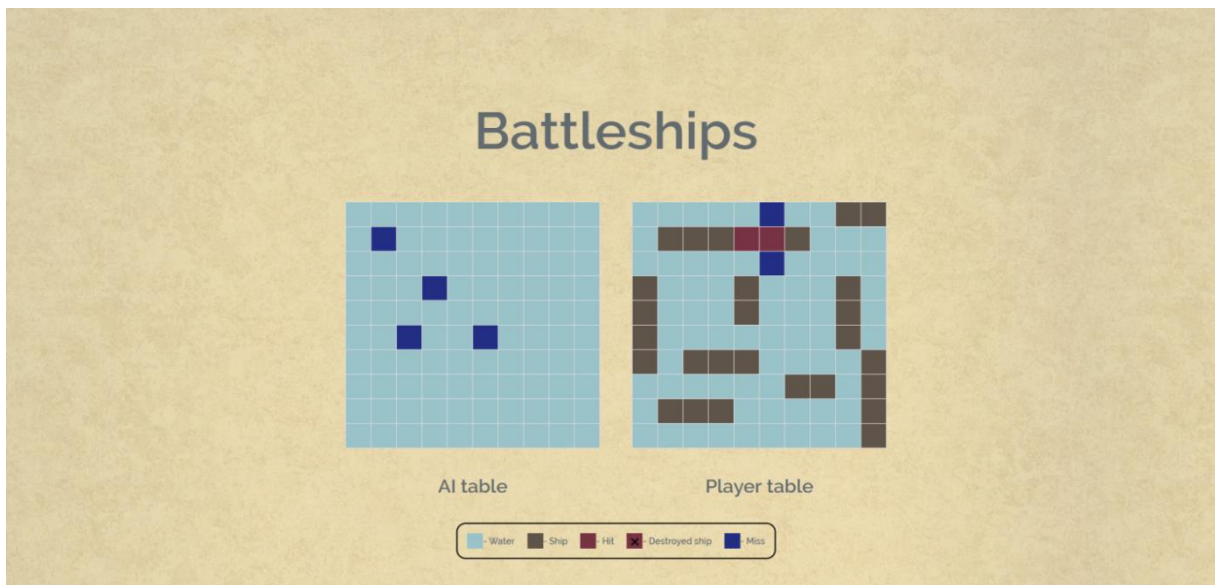 Battleships
AI table Player table
- Water - Ship - Hit - Destroyed ship - Miss